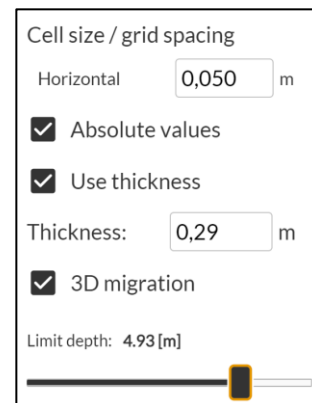 Cell size / grid spacing
Horizontal 0,050 m
Absolute values
Use thickness
Thickness: 0,29 m
3D migration
Limit depth: 4.93 [m]